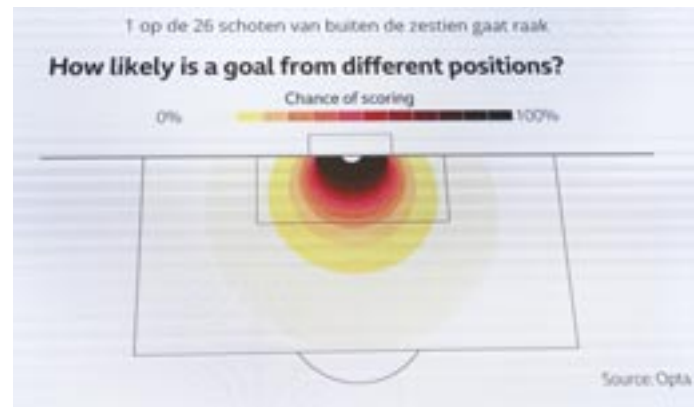 1 op de 26 schoten van buiten de zestien gaat raak
How likely is a goal from different positions?
Chance of scoring
0%
100%
Source: Opta